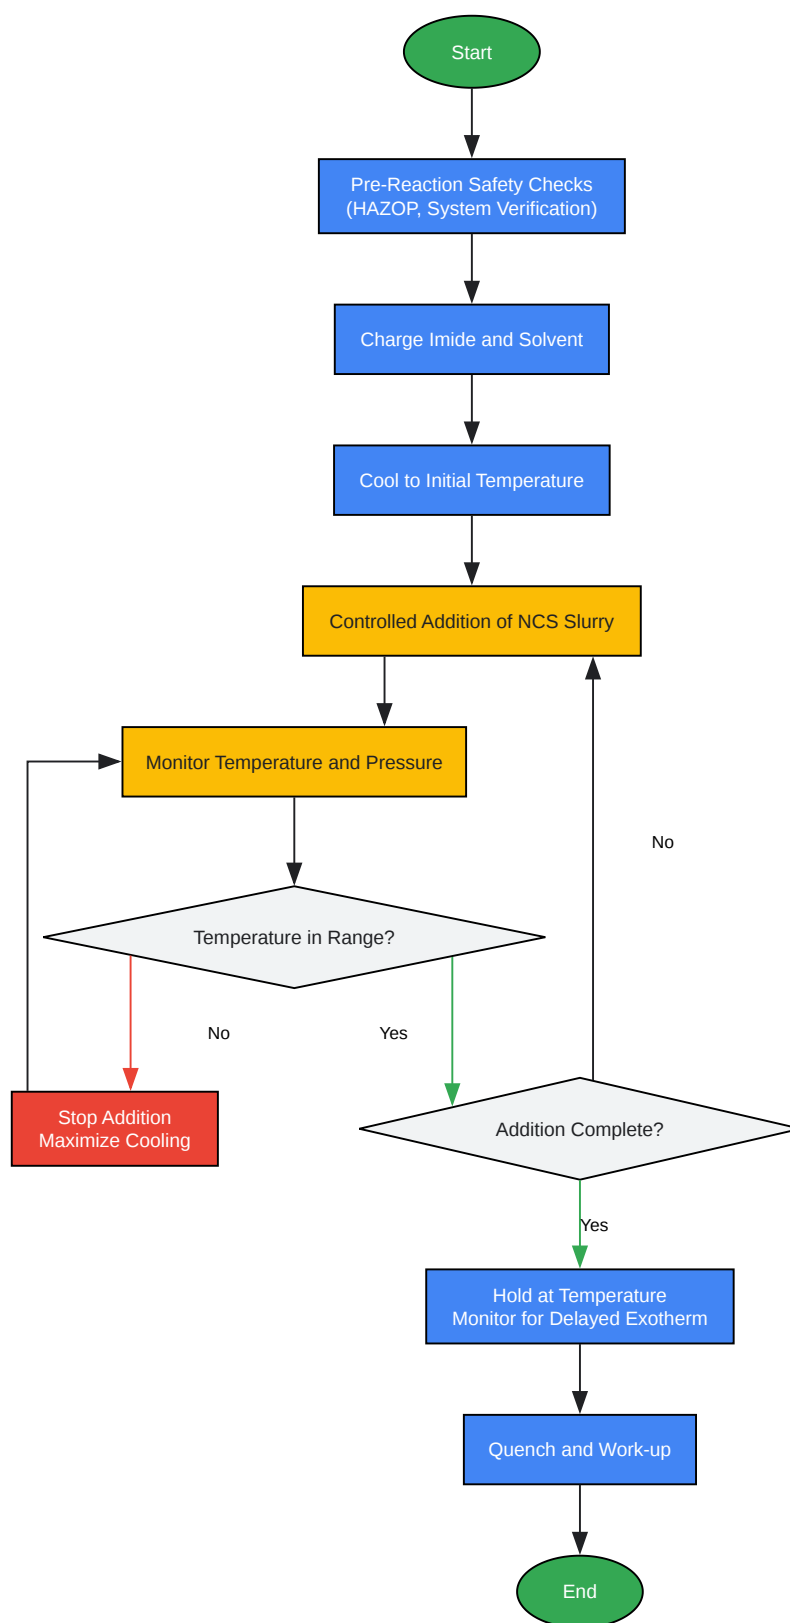 Start
Pre-Reaction Safety Checks
(HAZOP, System Verification)
Charge Imide and Solvent
Cool to Initial Temperature
Controlled Addition of NCS Slurry
Monitor Temperature and Pressure
No
Temperature in Range?
No
Yes
Stop Addition
Maximize Cooling
Addition Complete?
Yes
Hold at Temperature
Monitor for Delayed Exotherm
Quench and Work-up
End